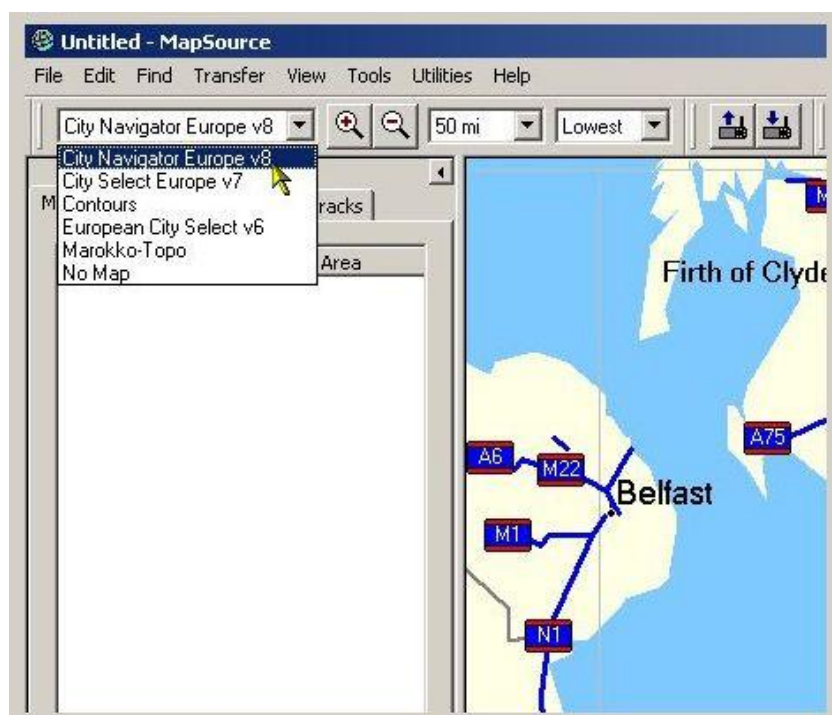 Untitled - MapSource
File Edit Find Transfer View Tools Utilities Help
City Navigator Europe v8 50 mi Lowest
City Navigator Europe v8
City Select Europe v7
Contours
European City Select v6
Marokko-Topo
No Map
racks
Area
Firth of Clyde
A75
A6
M22
Belfast
M1
N1